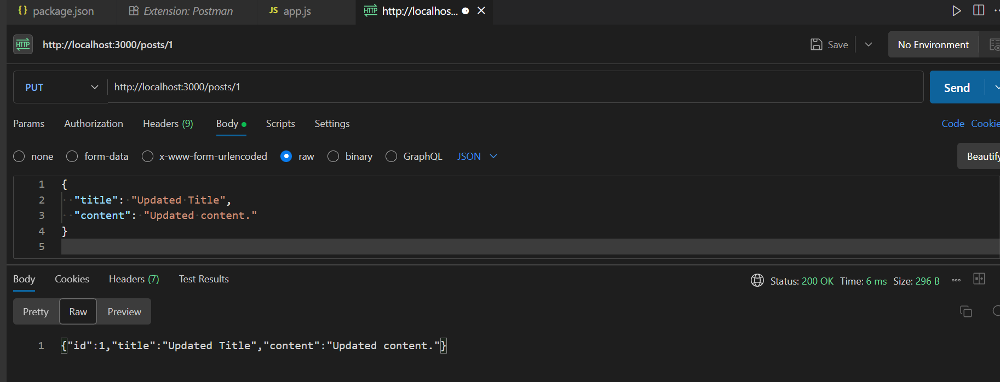 {} package.json Extension: Postman JS app.js HTTP http://localhos...
HTTP http://localhost:3000/posts/1 Save No Environment
PUT http://localhost:3000/posts/1 Send
Params Authorization Headers (9) Body Scripts Settings Code Cookie
none form-data x-www-form-urlencoded raw binary GraphQL JSON Beautify
1 {
2 "title": "Updated Title",
3 "content": "Updated content."
4 }
5
Body Cookies Headers (7) Test Results Status: 200 OK Time: 6 ms Size: 296 B
Pretty Raw Preview
1 {"id":1,"title":"Updated Title","content":"Updated content."}